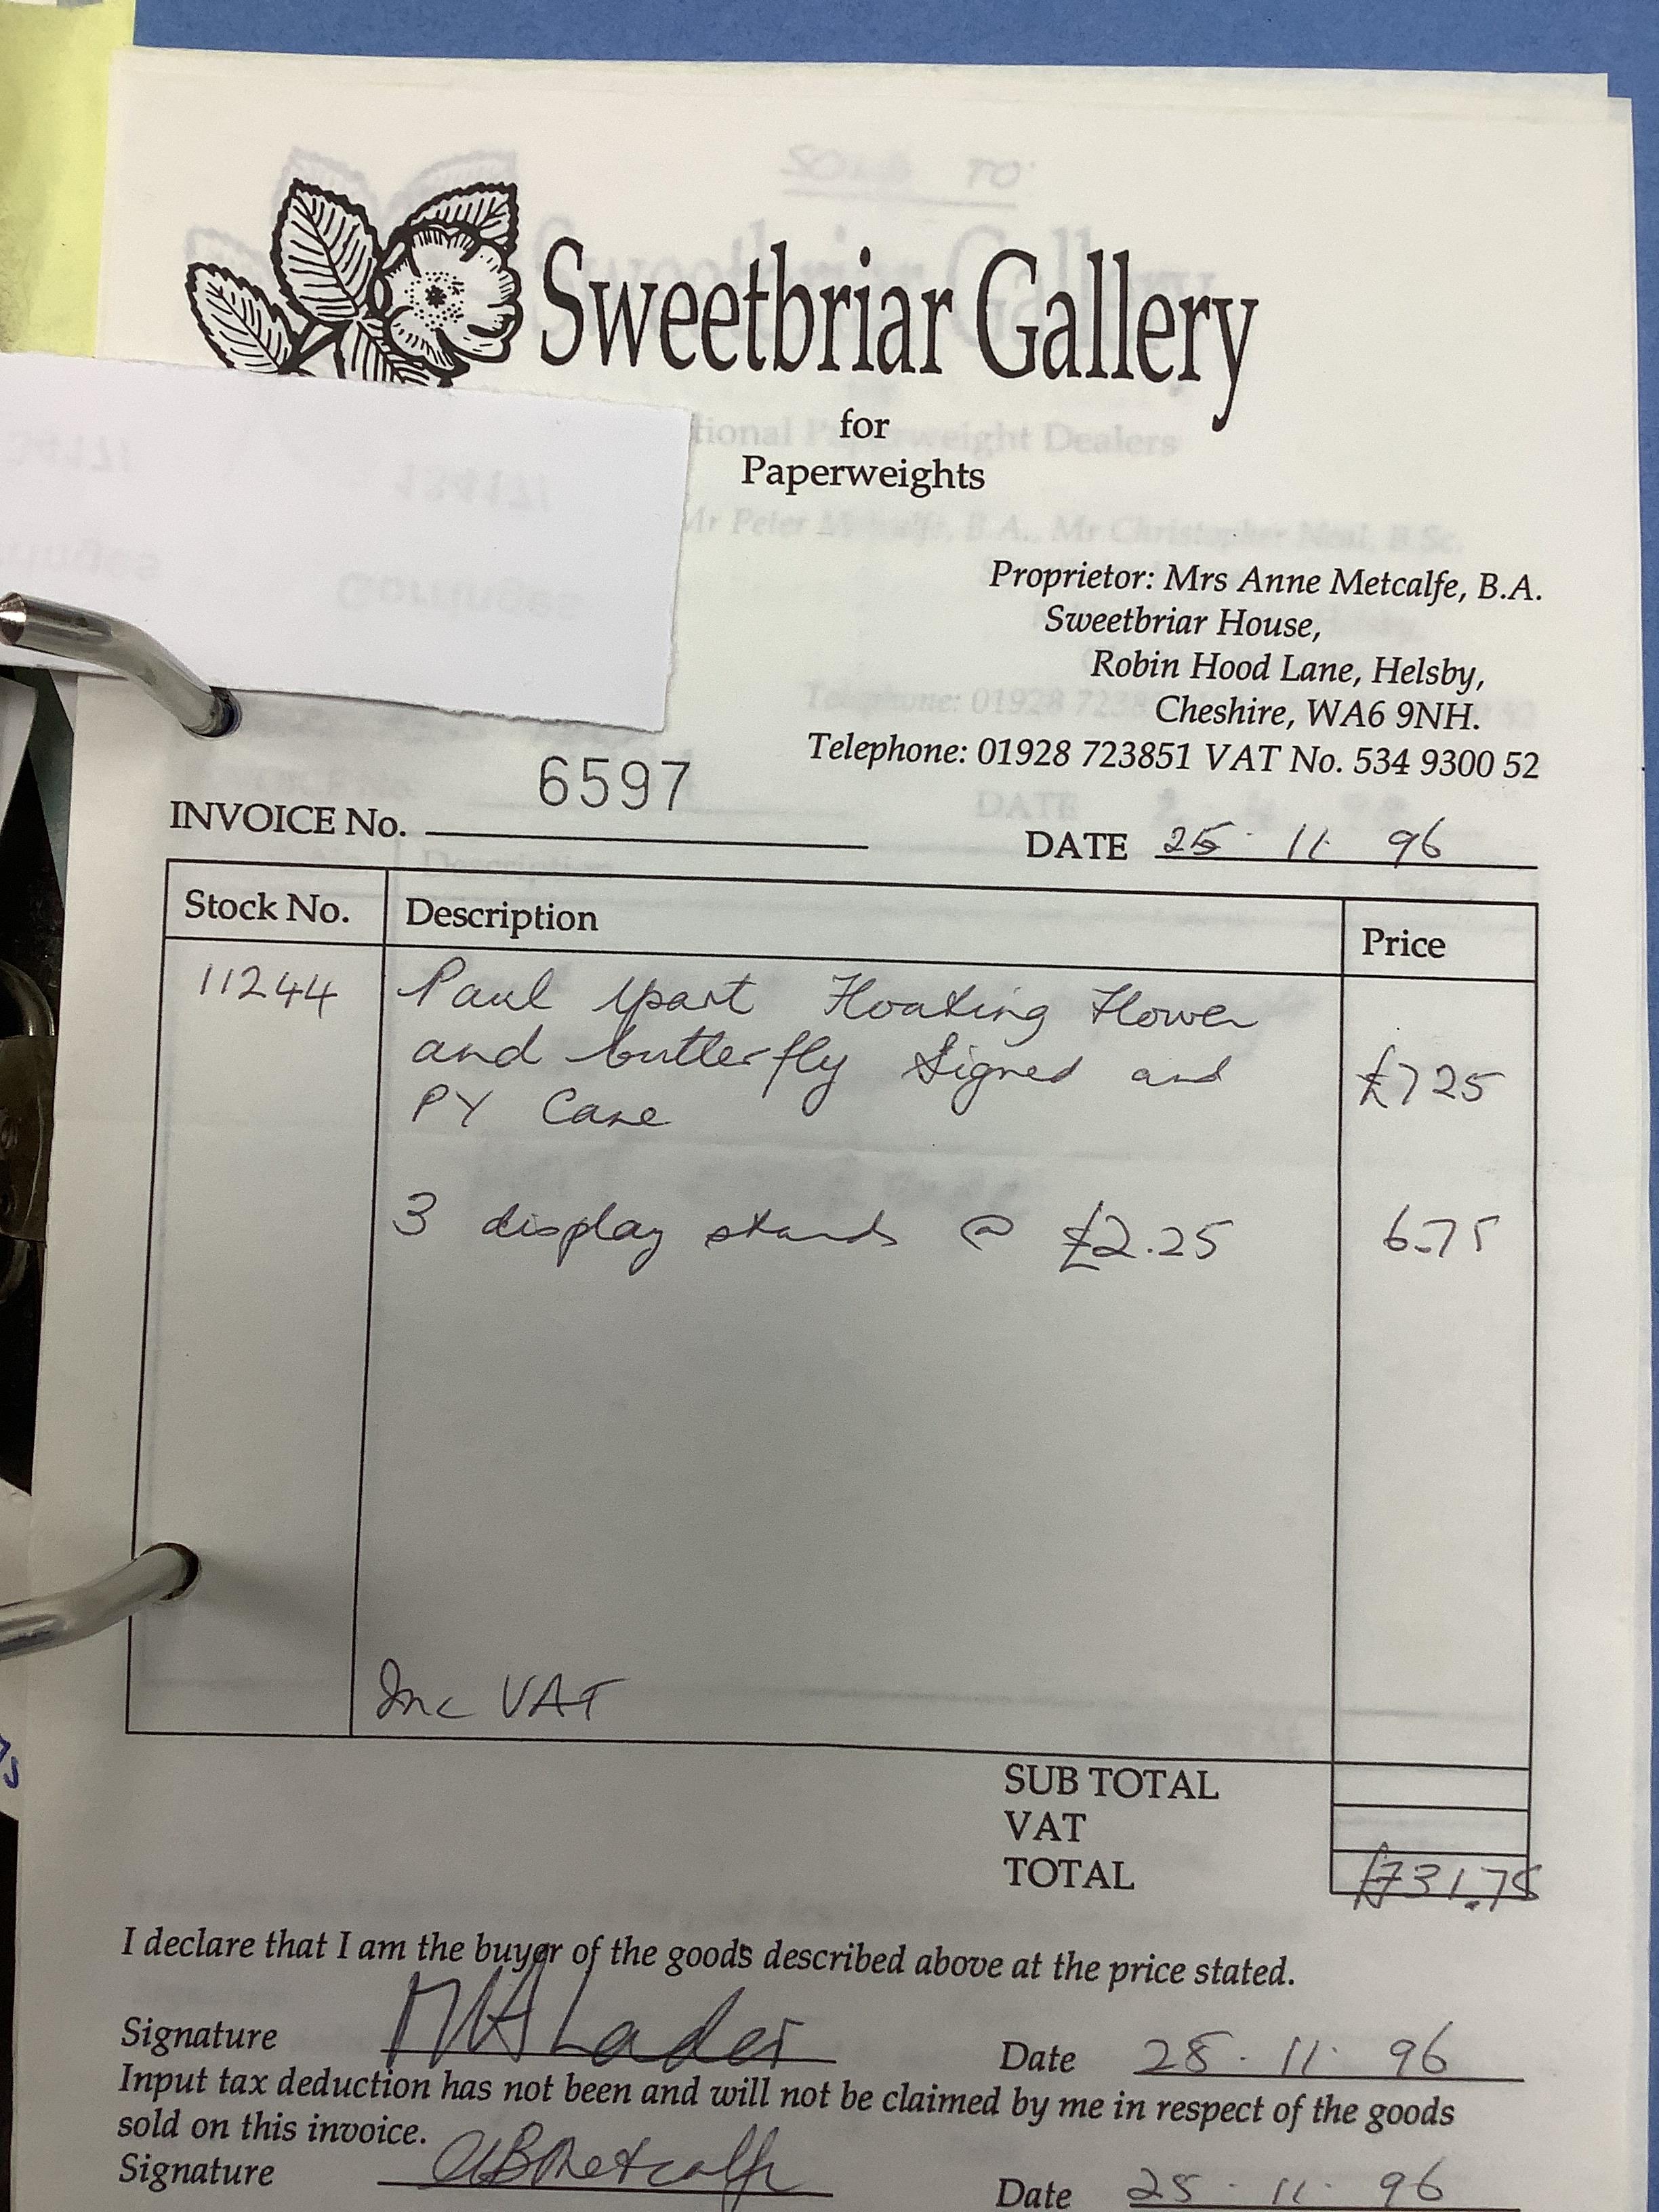 SOLD TO
Sweetbriar Gallery
for
Paperweights
Proprietor: Mrs Anne Metcalfe, B.A.
Sweetbriar House,
Robin Hood Lane, Helsby,
Cheshire, WA6 9NH.
Telephone: 01928 723851 VAT No. 534 9300 52
INVOICE No. 6597
DATE 25 · 11 · 96
Stock No. Description Price
11244 Paul Ypart Floating Flower
and butterfly Signed and
PY Cane £725
3 display stands @ £2.25 6.75
Inc VAT
SUB TOTAL
VAT
TOTAL £731.75
I declare that I am the buyer of the goods described above at the price stated.
Signature Date 25 · 11 · 96
Input tax deduction has not been and will not be claimed by me in respect of the goods
sold on this invoice.
Signature ABMetcalfe Date 25 · 11 · 96